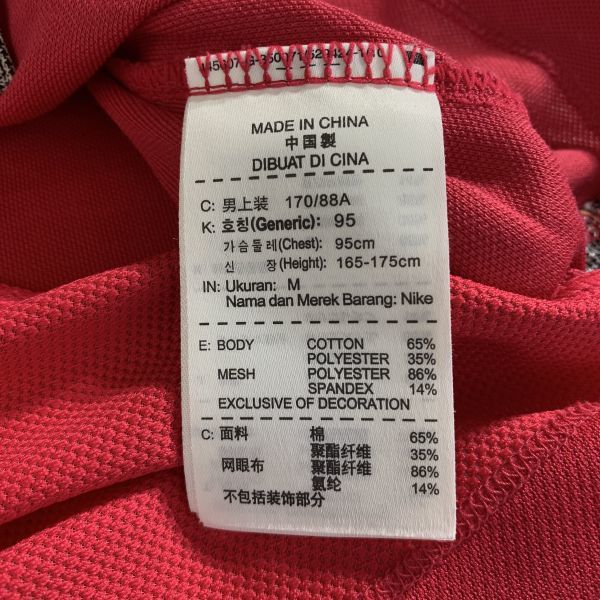 MADE IN CHINA
中国製
DIBUAT DI CINA
C: 男上装 170/88A
K: 호칭(Generic): 95
가슴둘레(Chest): 95cm
신 장(Height): 165-175cm
IN: Ukuran: M
Nama dan Merek Barang: Nike
E: BODY COTTON 65%
POLYESTER 35%
MESH POLYESTER 86%
SPANDEX 14%
EXCLUSIVE OF DECORATION
C: 面料 棉 65%
聚酯纤维 35%
网眼布 聚酯纤维 86%
氨纶 14%
不包括装饰部分